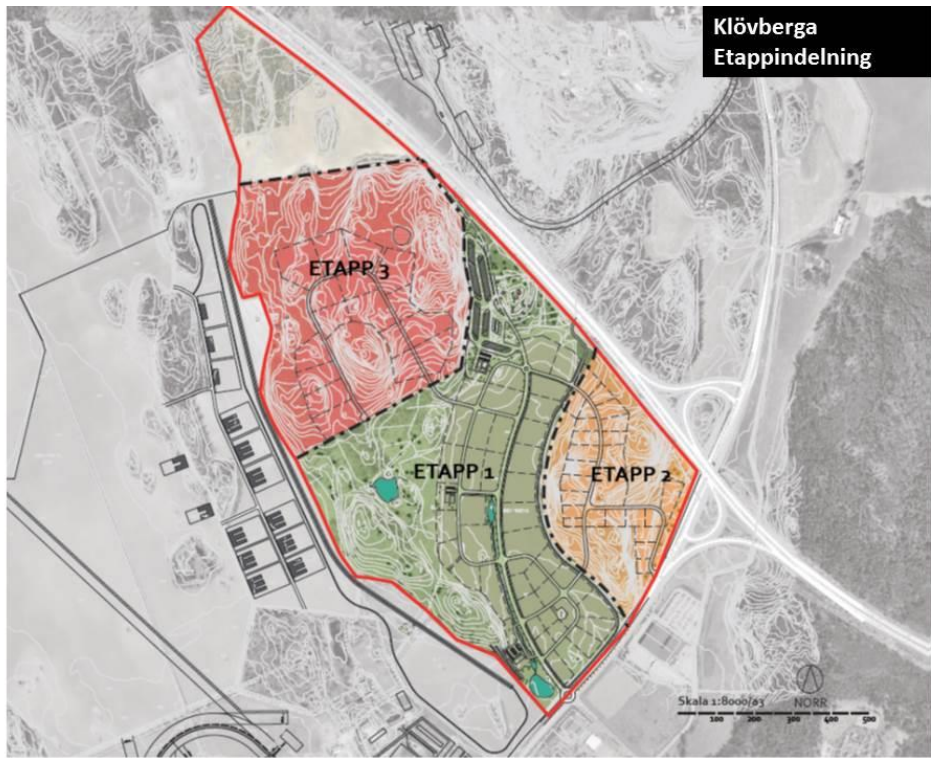 Klövberga
Etappindelning
ETAPP 3
ETAPP 1
ETAPP 2
Skala 1:8000/a3
NORR
100 200 300 400 500